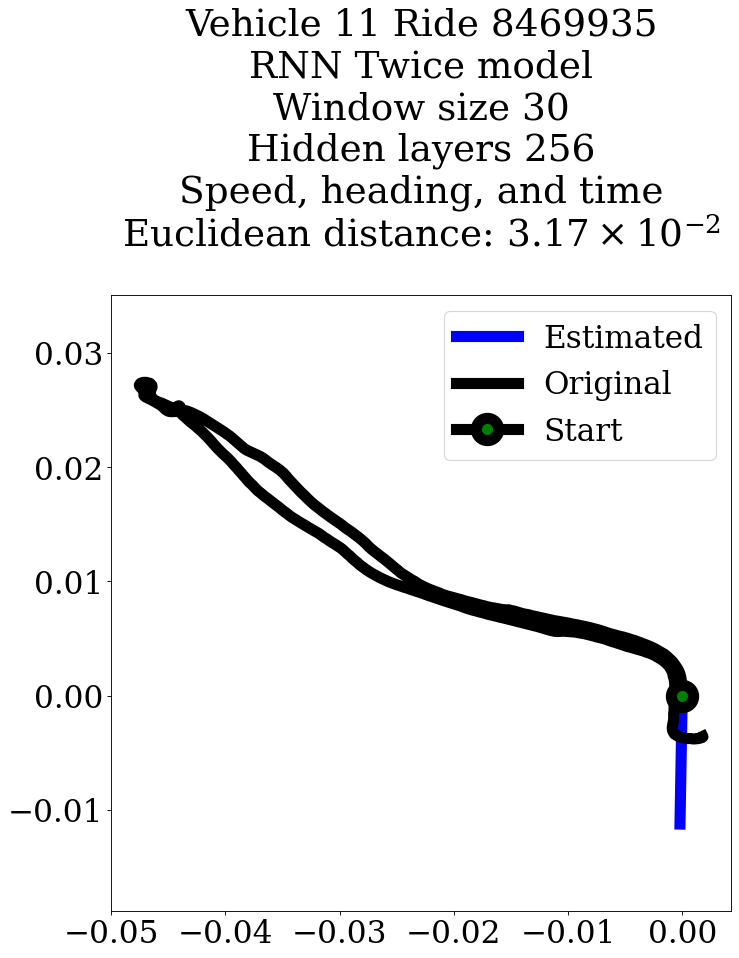 Vehicle 11 Ride 8469935
RNN Twice model
Window size 30
Hidden layers 256
Speed, heading, and time
Euclidean distance: 3.17 × 10⁻²
Estimated
Original
Start
0.03
0.02
0.01
0.00
−0.01
−0.05 −0.04 −0.03 −0.02 −0.01 0.00